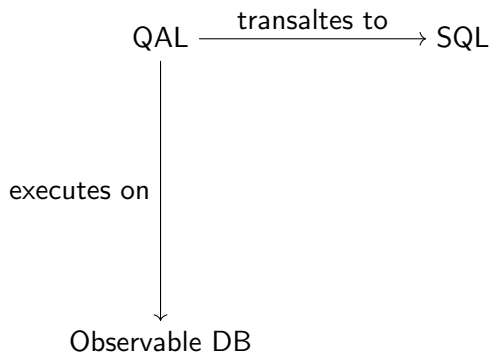 transaltes to
QAL
SQL
executes on
Observable DB